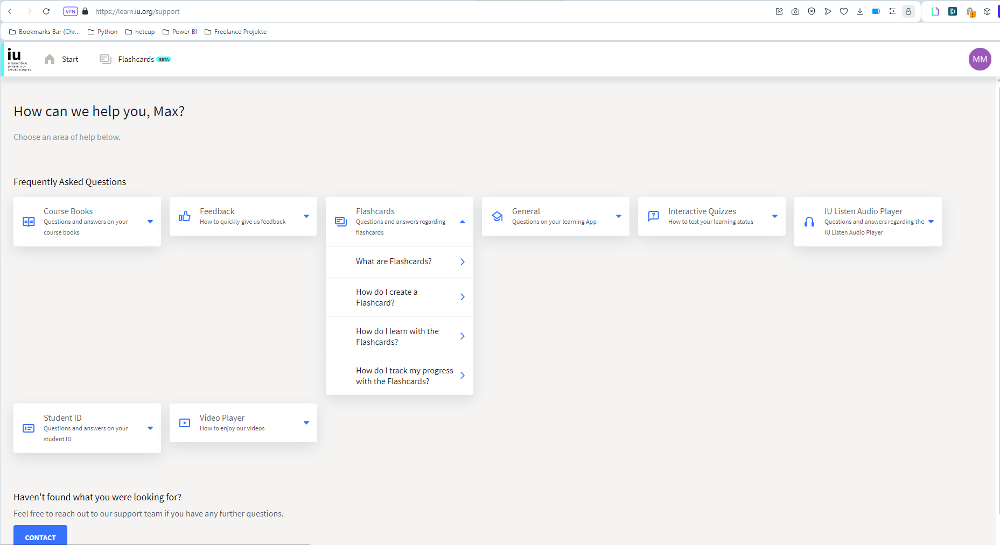 VPN
https://learn.iu.org/support
Bookmarks Bar (Chr...
Python
netcup
Power BI
Freelance Projekte
iu
INTERNATIONAL
UNIVERSITY OF
APPLIED SCIENCES
Start
Flashcards BETA
MM
How can we help you, Max?
Choose an area of help below.
Frequently Asked Questions
Course Books
Questions and answers on your
course books
Feedback
How to quickly give us feedback
Flashcards
Questions and answers regarding
flashcards
What are Flashcards?
How do I create a
Flashcard?
How do I learn with the
Flashcards?
How do I track my progress
with the Flashcards?
General
Questions on your learning App
Interactive Quizzes
How to test your learning status
IU Listen Audio Player
Questions and answers regarding the
IU Listen Audio Player
Student ID
Questions and answers on your
student ID
Video Player
How to enjoy our videos
Haven't found what you were looking for?
Feel free to reach out to our support team if you have any further questions.
CONTACT